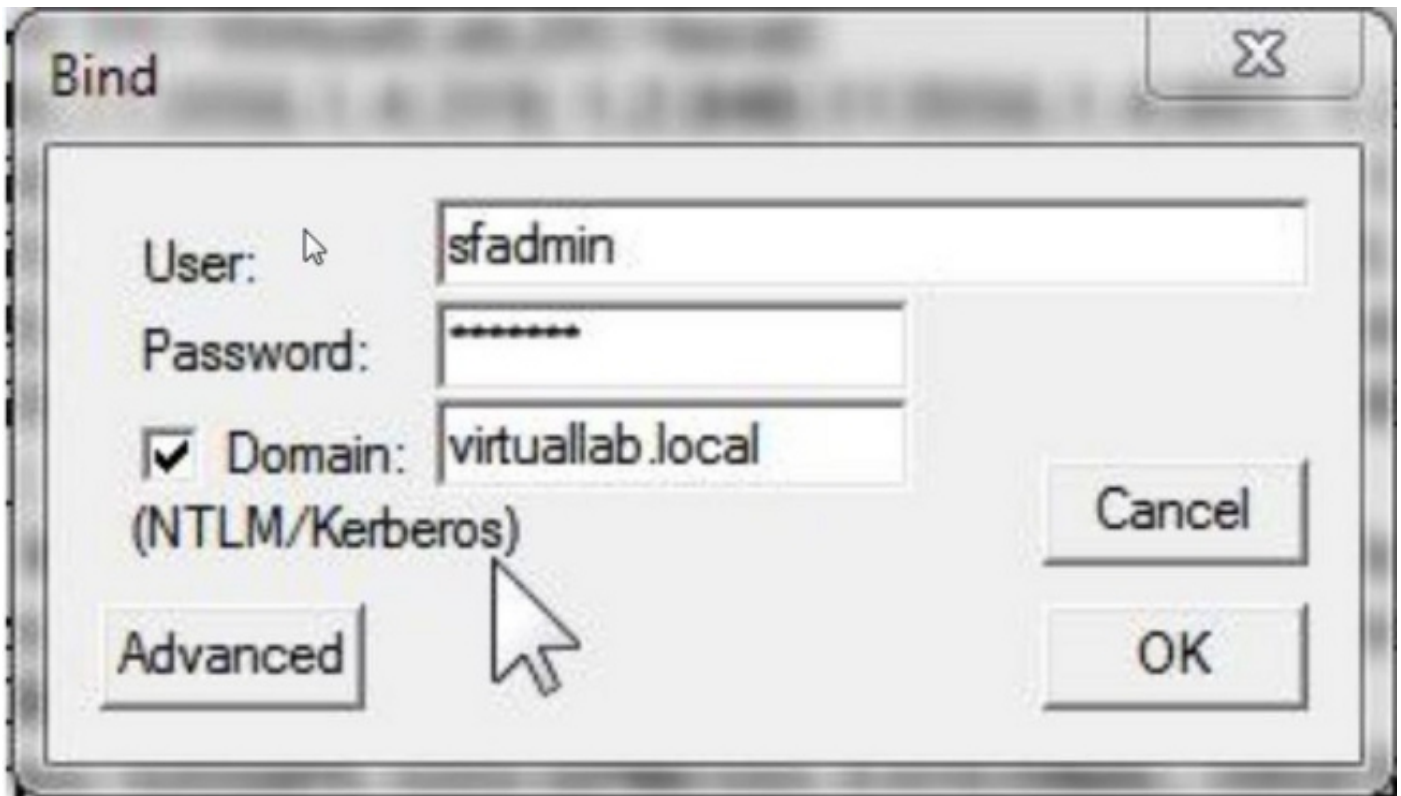 Bind
User: sfadmin
Password: *******
Domain: virtuallab.local
(NTLM/Kerberos)
Cancel
Advanced
OK